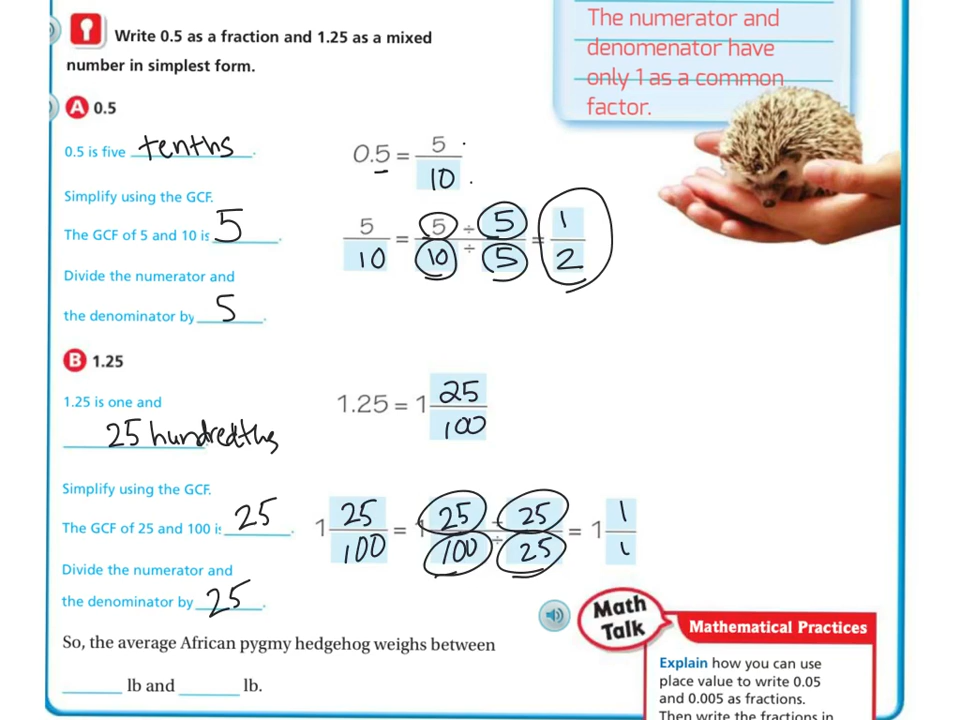 Write 0.5 as a fraction and 1.25 as a mixed
number in simplest form.
The numerator and
denomenator have
only 1 as a common
factor.
A 0.5
0.5 is five tenths.
0.5 = 5/10
Simplify using the GCF.
The GCF of 5 and 10 is 5.
5/10 = 5 ÷ 5/10 ÷ 5 = 1/2
Divide the numerator and
the denominator by 5.
B 1.25
1.25 is one and
25 hundredths
1.25 = 1 25/100
Simplify using the GCF.
The GCF of 25 and 100 is 25.
1 25/100 = 1 25 ÷ 25/100 ÷ 25 = 1 1/
Divide the numerator and
the denominator by 25.
So, the average African pygmy hedgehog weighs between
____ lb and ____ lb.
Math
Talk
Mathematical Practices
Explain how you can use
place value to write 0.05
and 0.005 as fractions.
Then write the fractions in